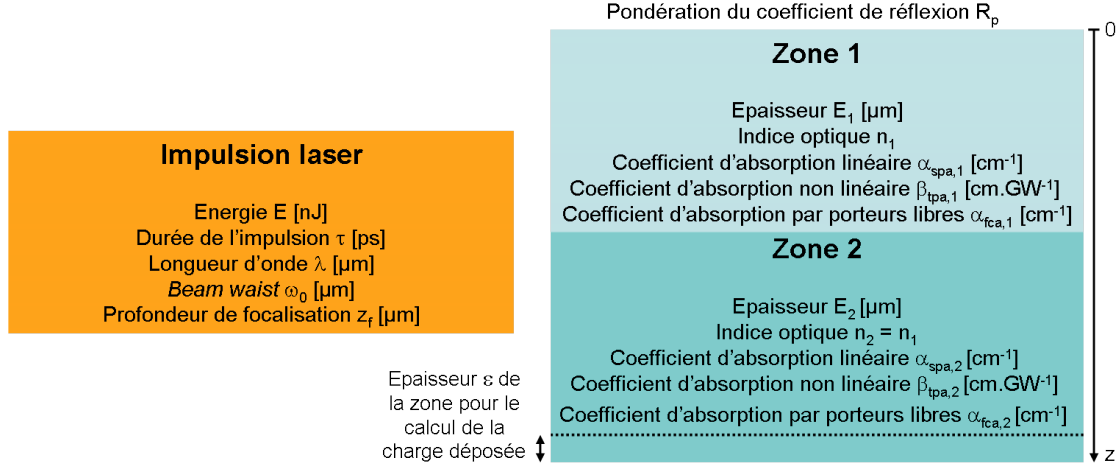 Pondération du coefficient de réflexion Rp
0
Zone 1
Epaisseur E1 [µm]
Indice optique n1
Coefficient d'absorption linéaire αspa,1 [cm-1]
Coefficient d'absorption non linéaire βtpa,1 [cm.GW-1]
Coefficient d'absorption par porteurs libres αfca,1 [cm-1]
Impulsion laser
Energie E [nJ]
Durée de l'impulsion τ [ps]
Longueur d'onde λ [µm]
Beam waist ω0 [µm]
Profondeur de focalisation zf [µm]
Zone 2
Epaisseur E2 [µm]
Indice optique n2 = n1
Coefficient d'absorption linéaire αspa,2 [cm-1]
Coefficient d'absorption non linéaire βtpa,2 [cm.GW-1]
Coefficient d'absorption par porteurs libres αfca,2 [cm-1]
Epaisseur ε de
la zone pour le
calcul de la
charge déposée
z